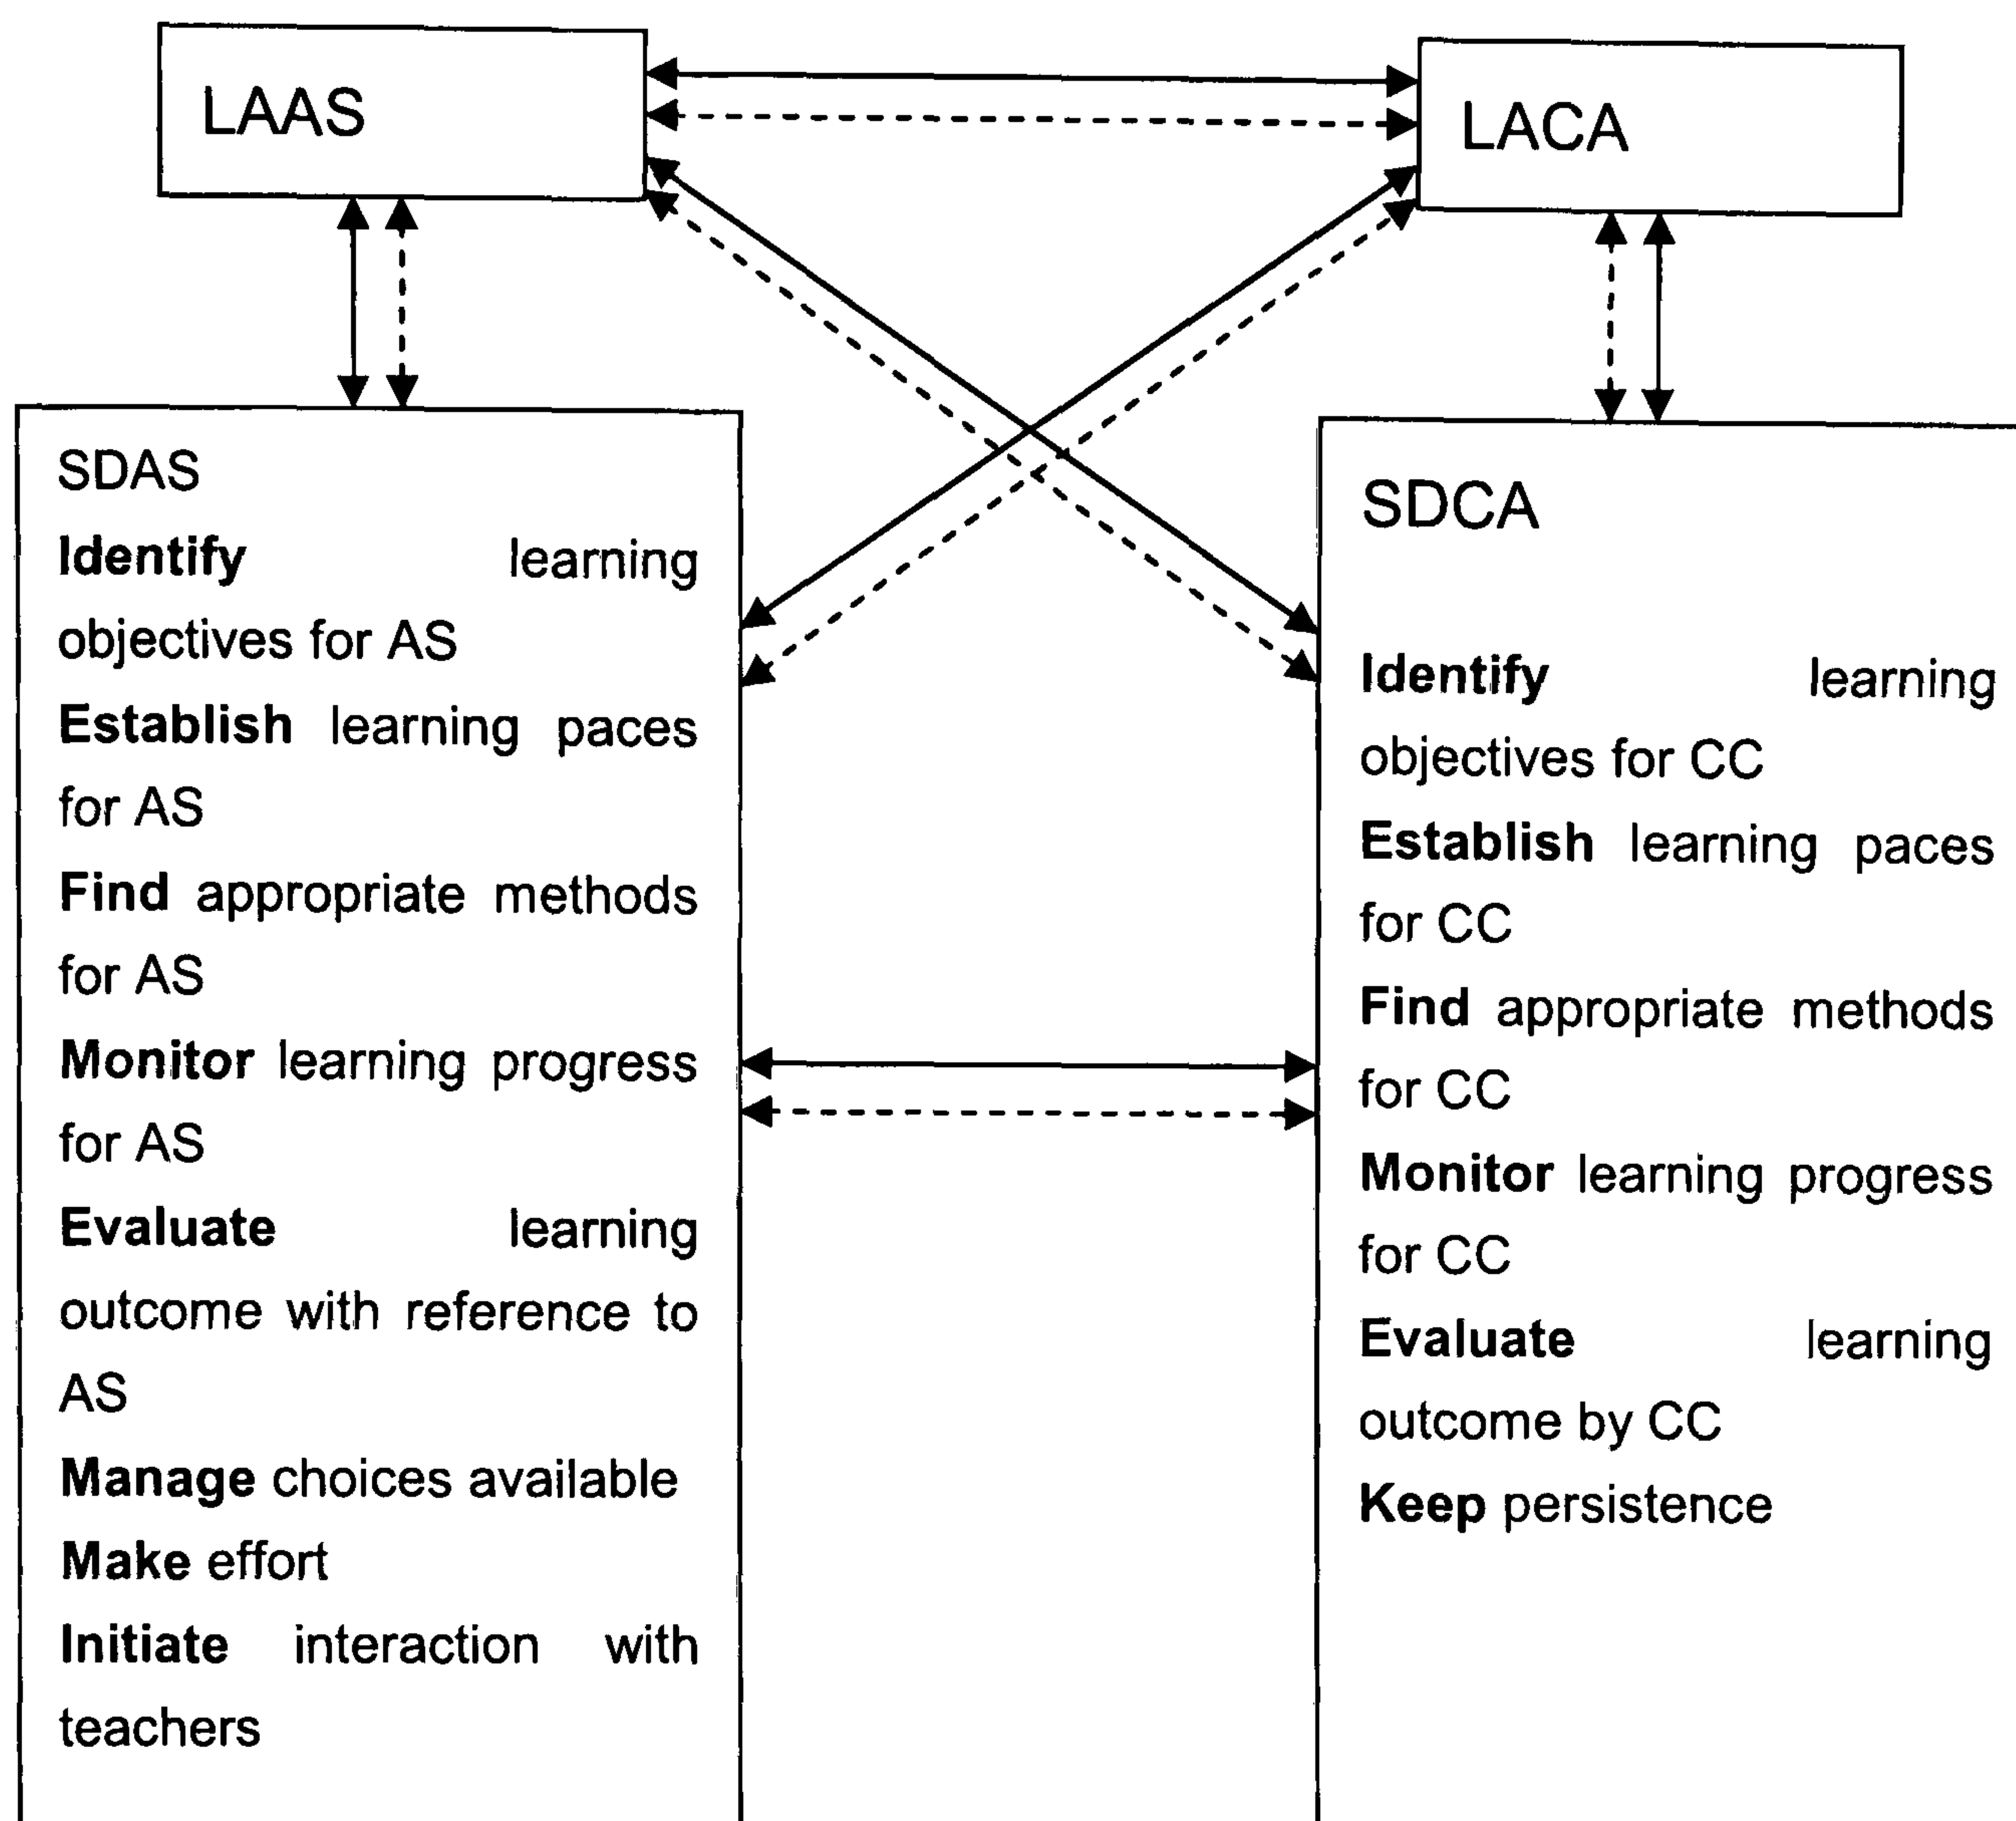 LAAS
LACA
SDAS
Identify learning
objectives for AS
Establish learning paces
for AS
Find appropriate methods
for AS
Monitor learning progress
for AS
Evaluate learning
outcome with reference to
AS
Manage choices available
Make effort
Initiate interaction with
teachers
SDCA
Identify learning
objectives for CC
Establish learning paces
for CC
Find appropriate methods
for CC
Monitor learning progress
for CC
Evaluate learning
outcome by CC
Keep persistence